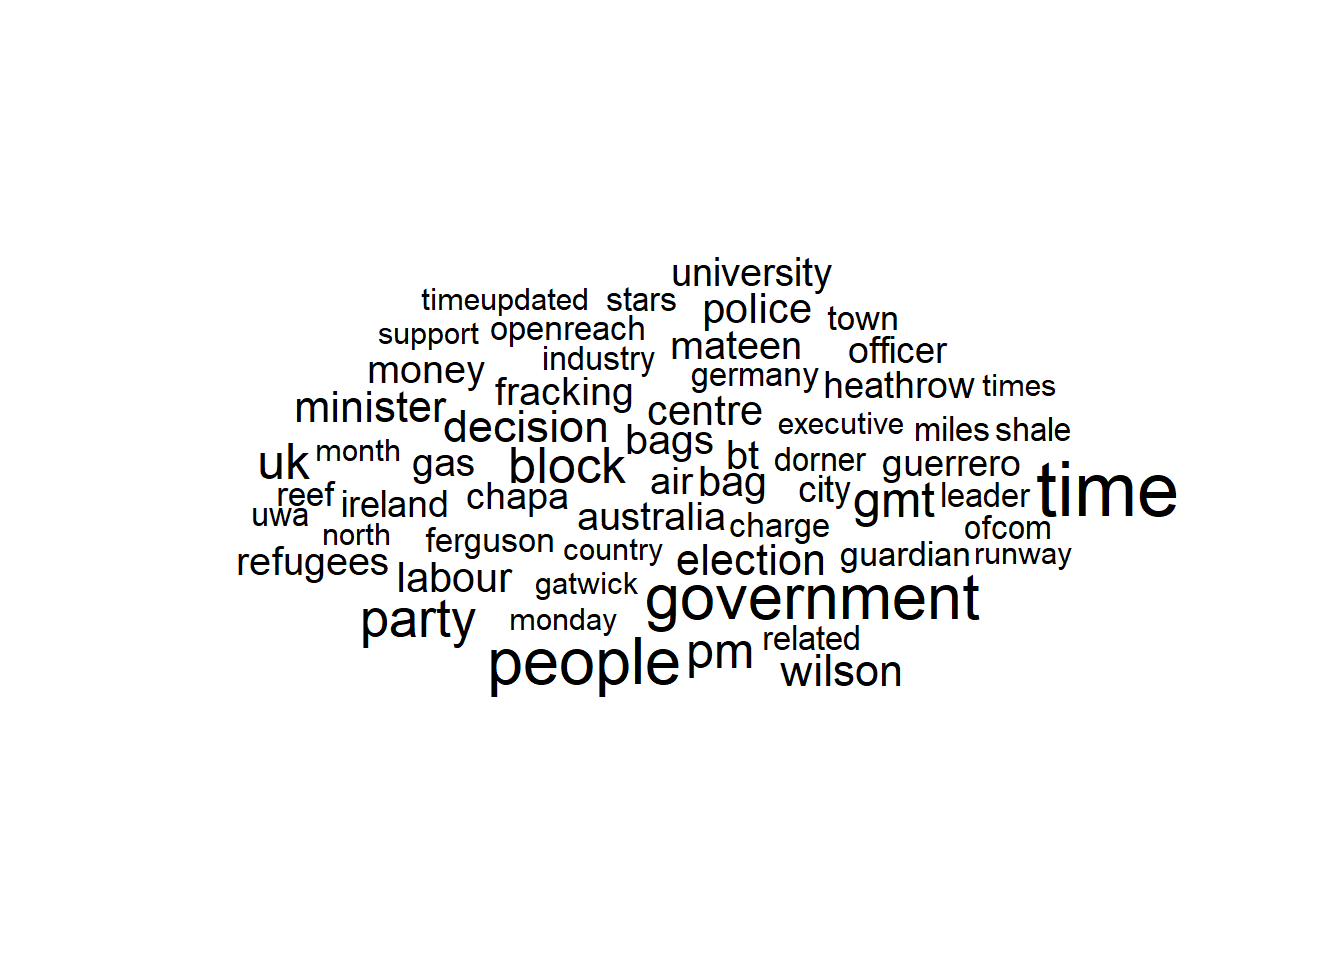 university
timeupdated stars police town
support openreach
industry mateen officer
money fracking germany heathrow times
minister decision centre executive miles shale
uk month gas block bags bt dorner guerrero
reef ireland chapa air bag city gmt leader time
uwa australia charge ofcom
north ferguson country election guardian runway
refugees labour gatwick government
party monday related
people pm wilson